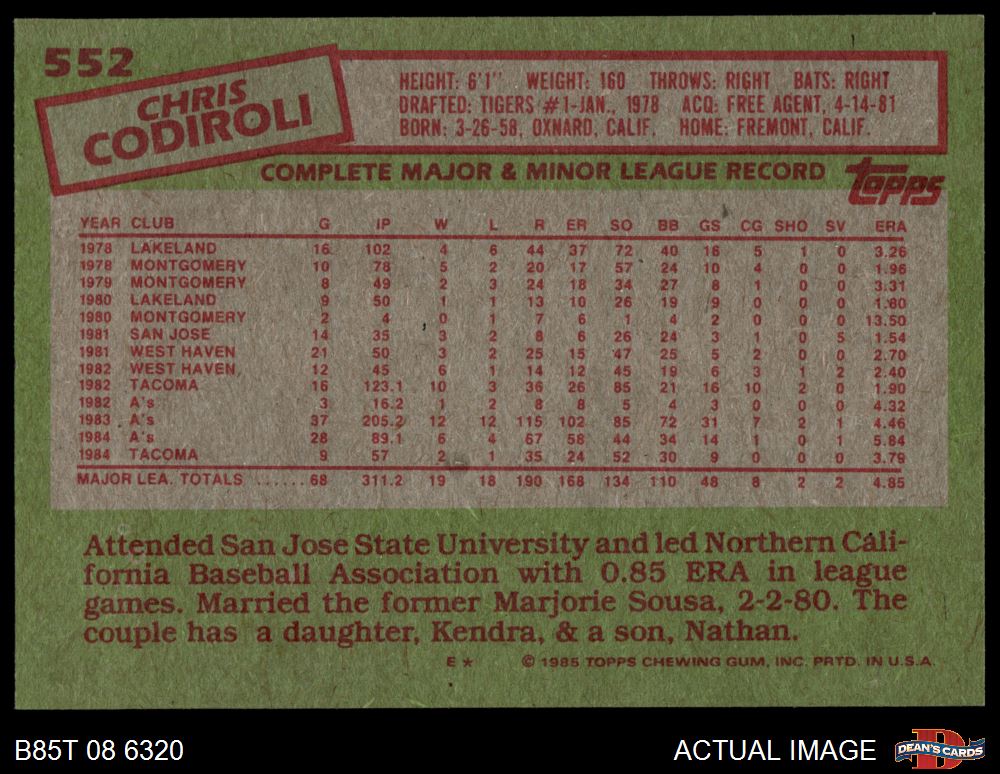 552
CHRIS
CODIROLI
HEIGHT: 6'1" WEIGHT: 160 THROWS: RIGHT BATS: RIGHT
DRAFTED: TIGERS #1-JAN., 1978 ACQ: FREE AGENT, 4-14-81
BORN: 3-26-58, OXNARD, CALIF. HOME: FREMONT, CALIF.
COMPLETE MAJOR & MINOR LEAGUE RECORD
topps
YEAR CLUB G IP W L R ER SO BB GS CG SHO SV ERA
1978 LAKELAND 16 102 4 6 44 37 72 40 16 5 1 0 3.26
1978 MONTGOMERY 10 78 5 2 20 17 57 24 10 4 0 0 1.96
1979 MONTGOMERY 8 49 2 3 24 18 34 27 8 1 0 0 3.31
1980 LAKELAND 9 50 1 1 13 10 26 19 9 0 0 0 1.80
1980 MONTGOMERY 2 4 0 1 7 6 1 4 2 0 0 0 13.50
1981 SAN JOSE 14 35 3 2 8 6 26 24 3 1 0 5 1.54
1981 WEST HAVEN 21 50 3 2 25 15 47 25 5 2 0 0 2.70
1982 WEST HAVEN 12 45 6 1 14 12 45 19 6 3 1 2 2.40
1982 TACOMA 16 123.1 10 3 36 26 85 21 16 10 2 0 1.90
1982 A's 3 16.2 1 2 8 8 5 4 3 0 0 0 4.32
1983 A's 37 205.2 12 12 115 102 85 72 31 7 2 1 4.46
1984 A's 28 89.1 6 4 67 58 44 34 14 1 0 1 5.84
1984 TACOMA 9 57 2 1 35 24 52 30 9 0 0 0 3.79
MAJOR LEA. TOTALS ...... 68 311.2 19 18 190 168 134 110 48 8 2 2 4.85
Attended San Jose State University and led Northern Cali-
fornia Baseball Association with 0.85 ERA in league
games. Married the former Marjorie Sousa, 2-2-80. The
couple has a daughter, Kendra, & a son, Nathan.
E * © 1985 TOPPS CHEWING GUM, INC. PRTD. IN U.S.A.
B85T 08 6320 ACTUAL IMAGE DEAN'S CARDS